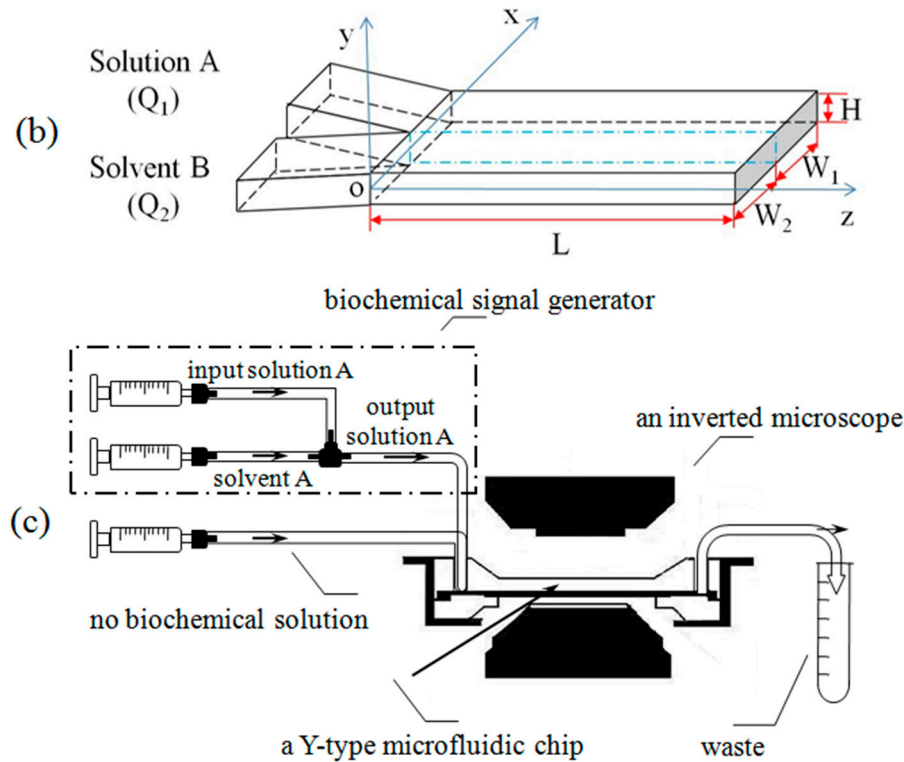 y
x
Solution A
(Q₁)
(b)
H
Solvent B
(Q₂)
o
W₁
W₂
z
L
biochemical signal generator
input solution A
output
solution A
an inverted microscope
solvent A
(c)
no biochemical solution
a Y-type microfluidic chip
waste